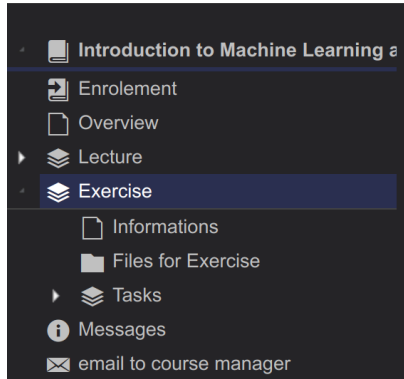 Introduction to Machine Learning a
Enrolement
Overview
Lecture
Exercise
Informations
Files for Exercise
Tasks
Messages
email to course manager